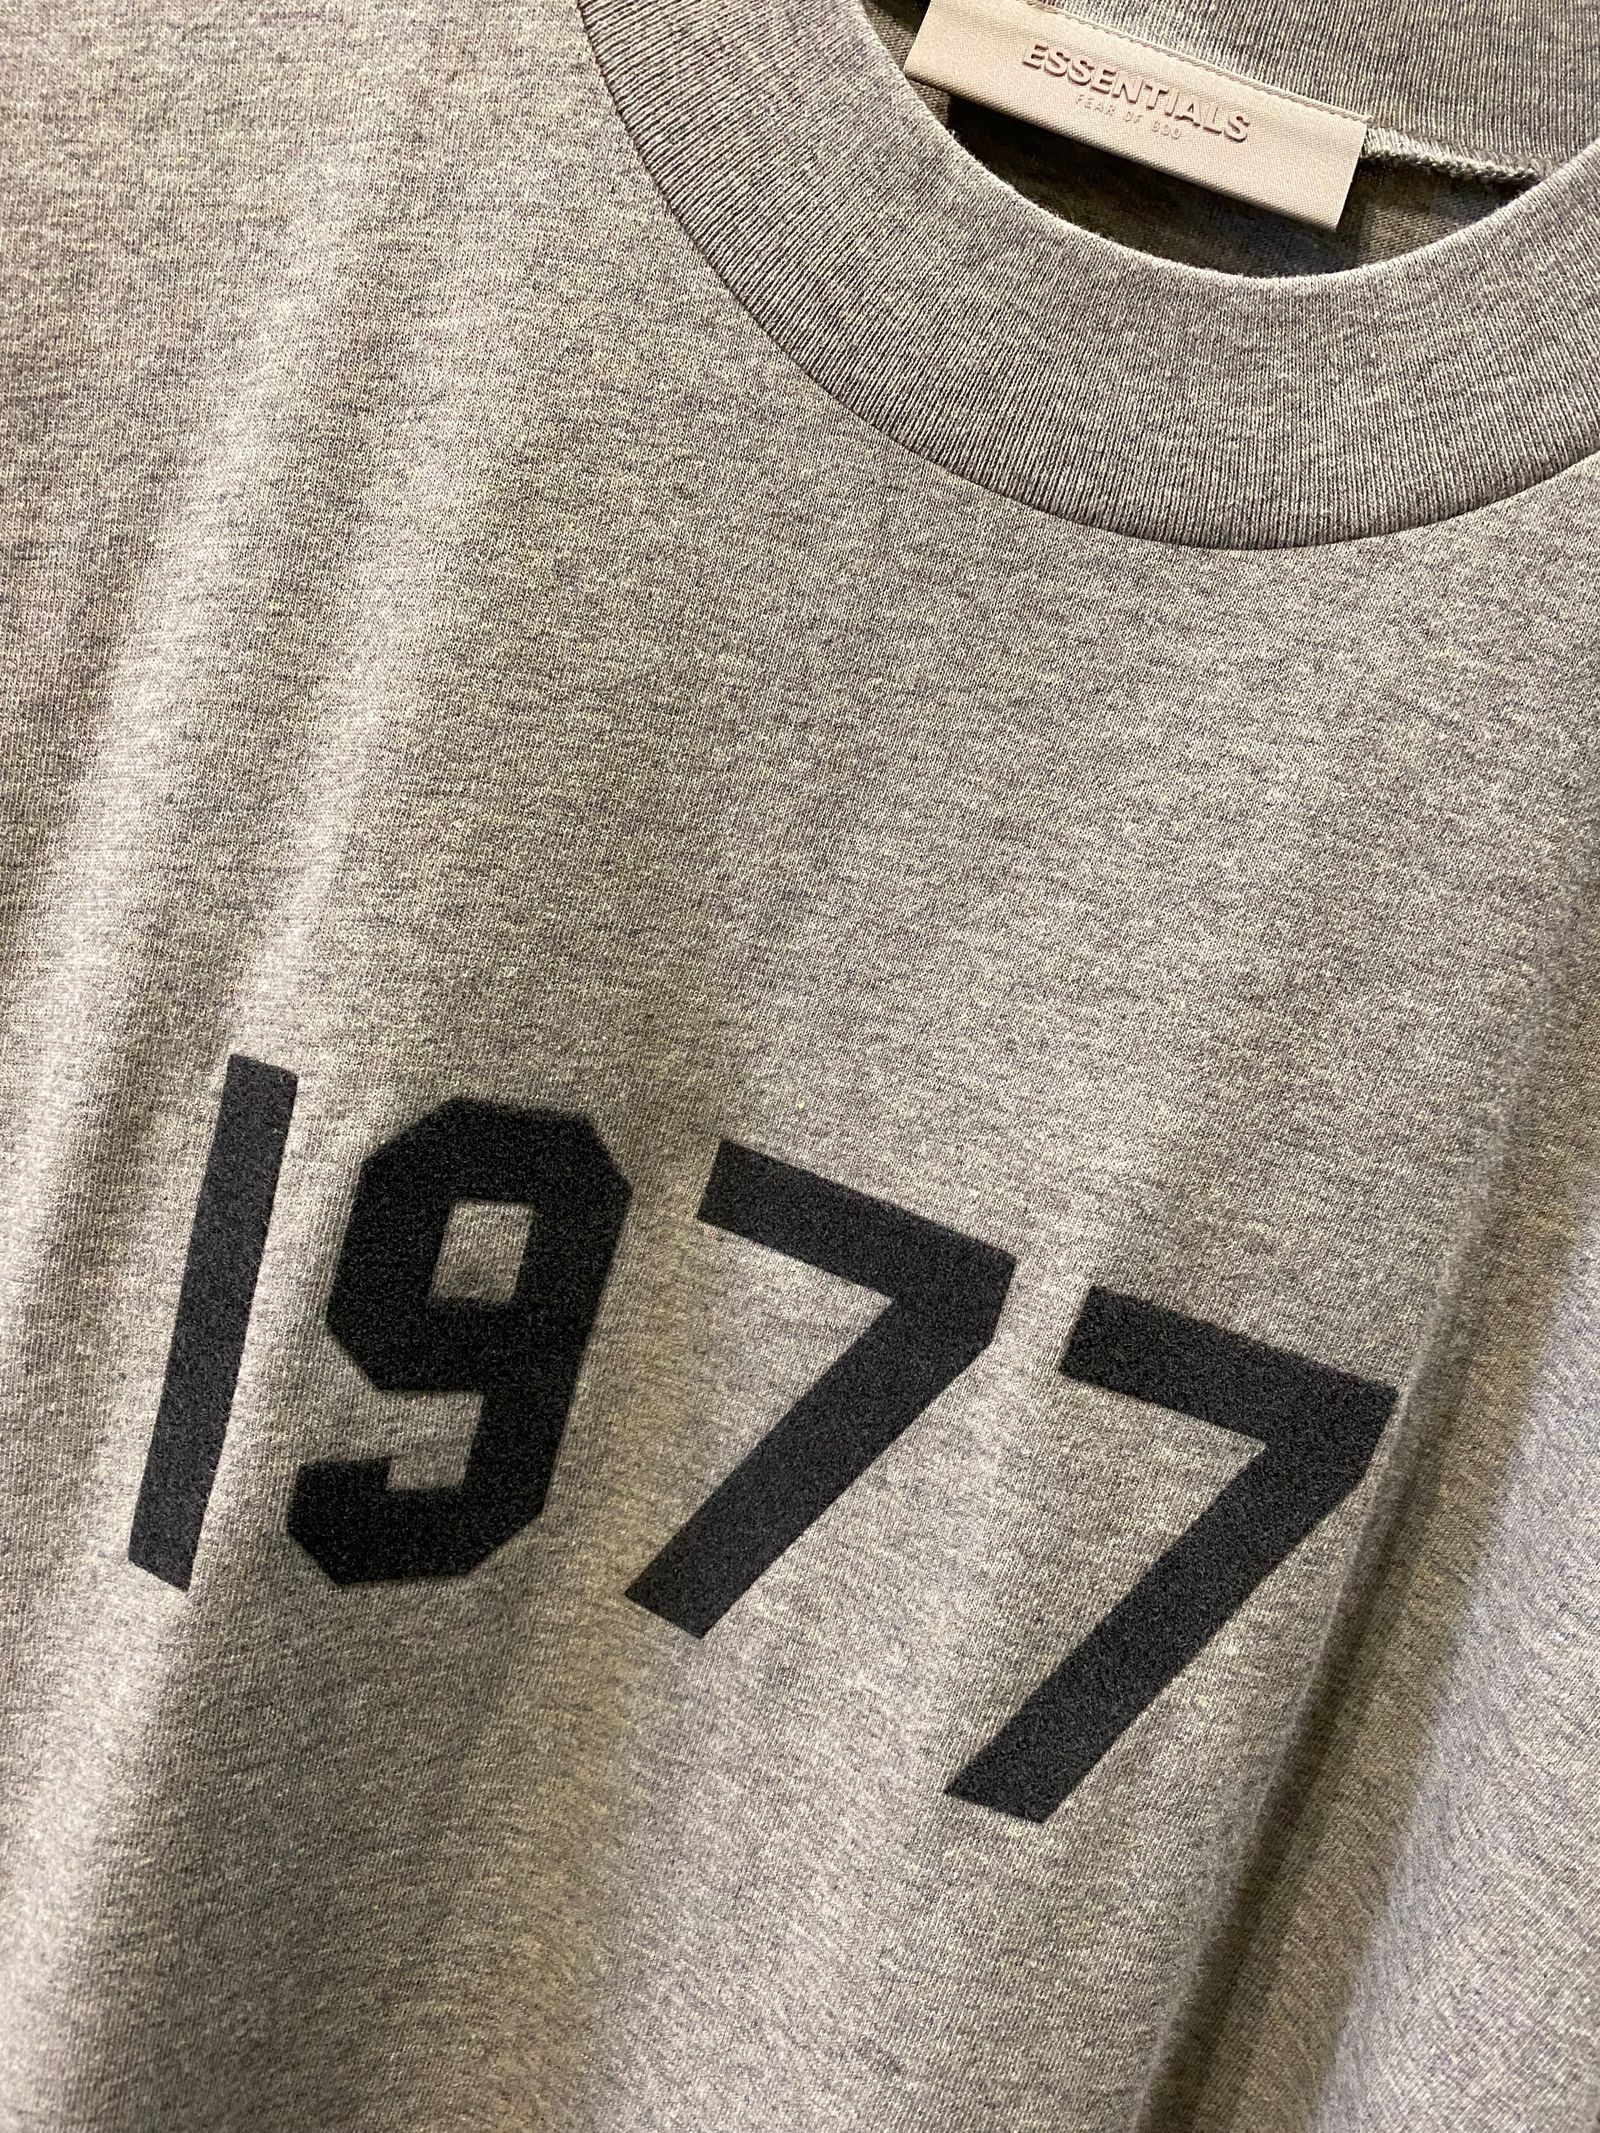 ESSENTIALS
FEAR OF GOD
1977